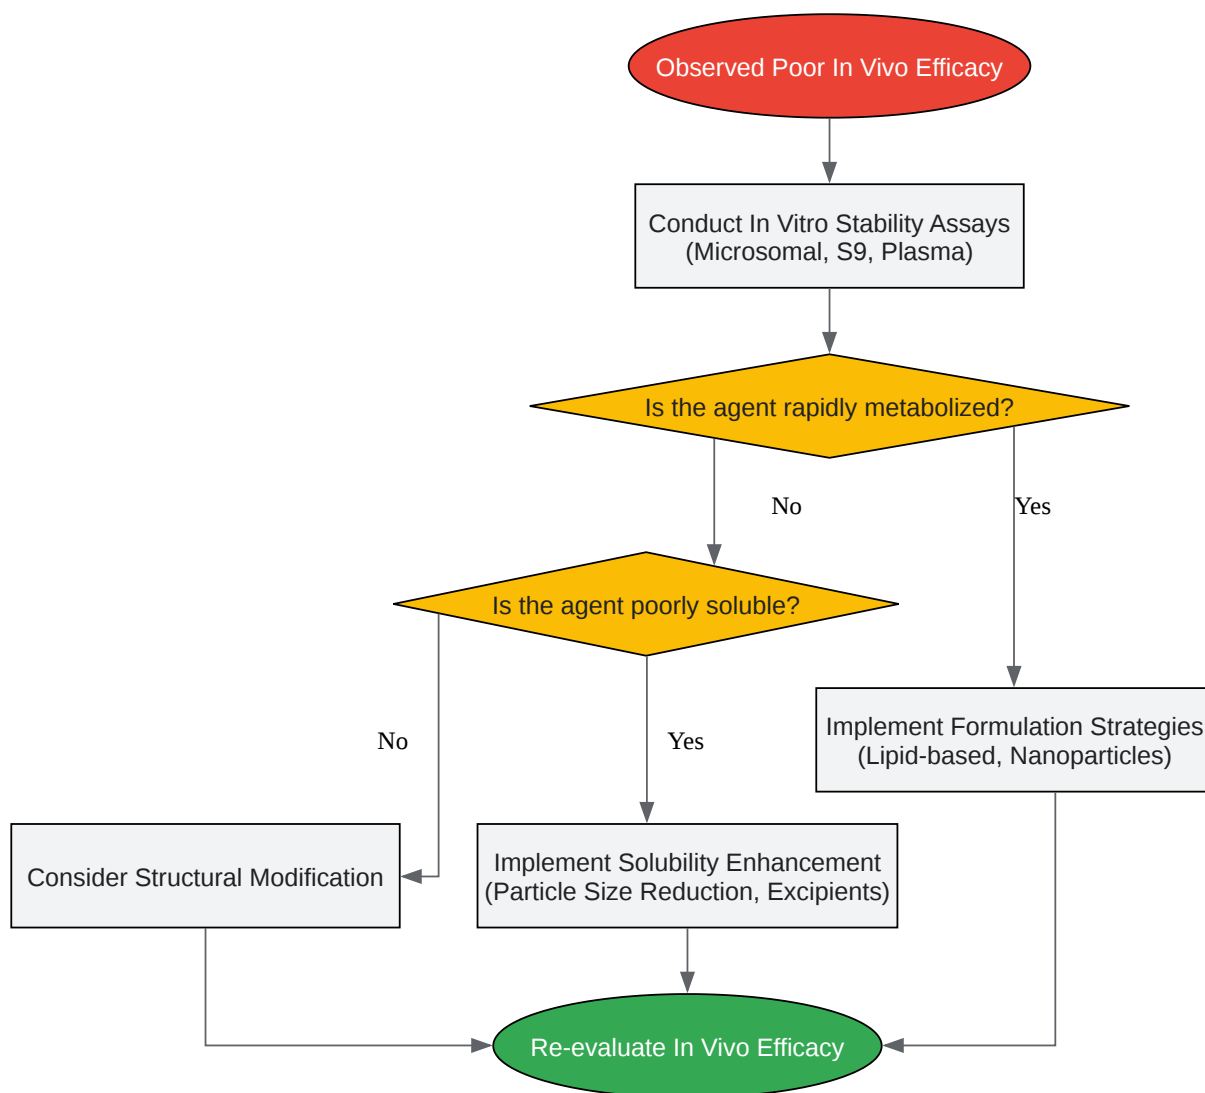 Observed Poor In Vivo Efficacy
Conduct In Vitro Stability Assays
(Microsomal, S9, Plasma)
Is the agent rapidly metabolized?
No
Yes
Is the agent poorly soluble?
No
Yes
Implement Formulation Strategies
(Lipid-based, Nanoparticles)
Consider Structural Modification
Implement Solubility Enhancement
(Particle Size Reduction, Excipients)
Re-evaluate In Vivo Efficacy